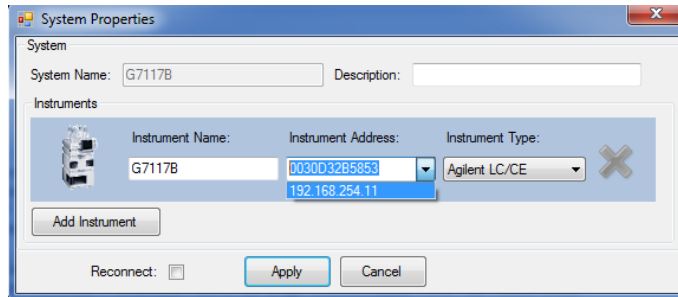 System Properties
System
System Name: G7117B Description:
Instruments
Instrument Name: Instrument Address: Instrument Type:
G7117B 0030D32B5853 Agilent LC/CE
192.168.254.11
Add Instrument
Reconnect: Apply Cancel